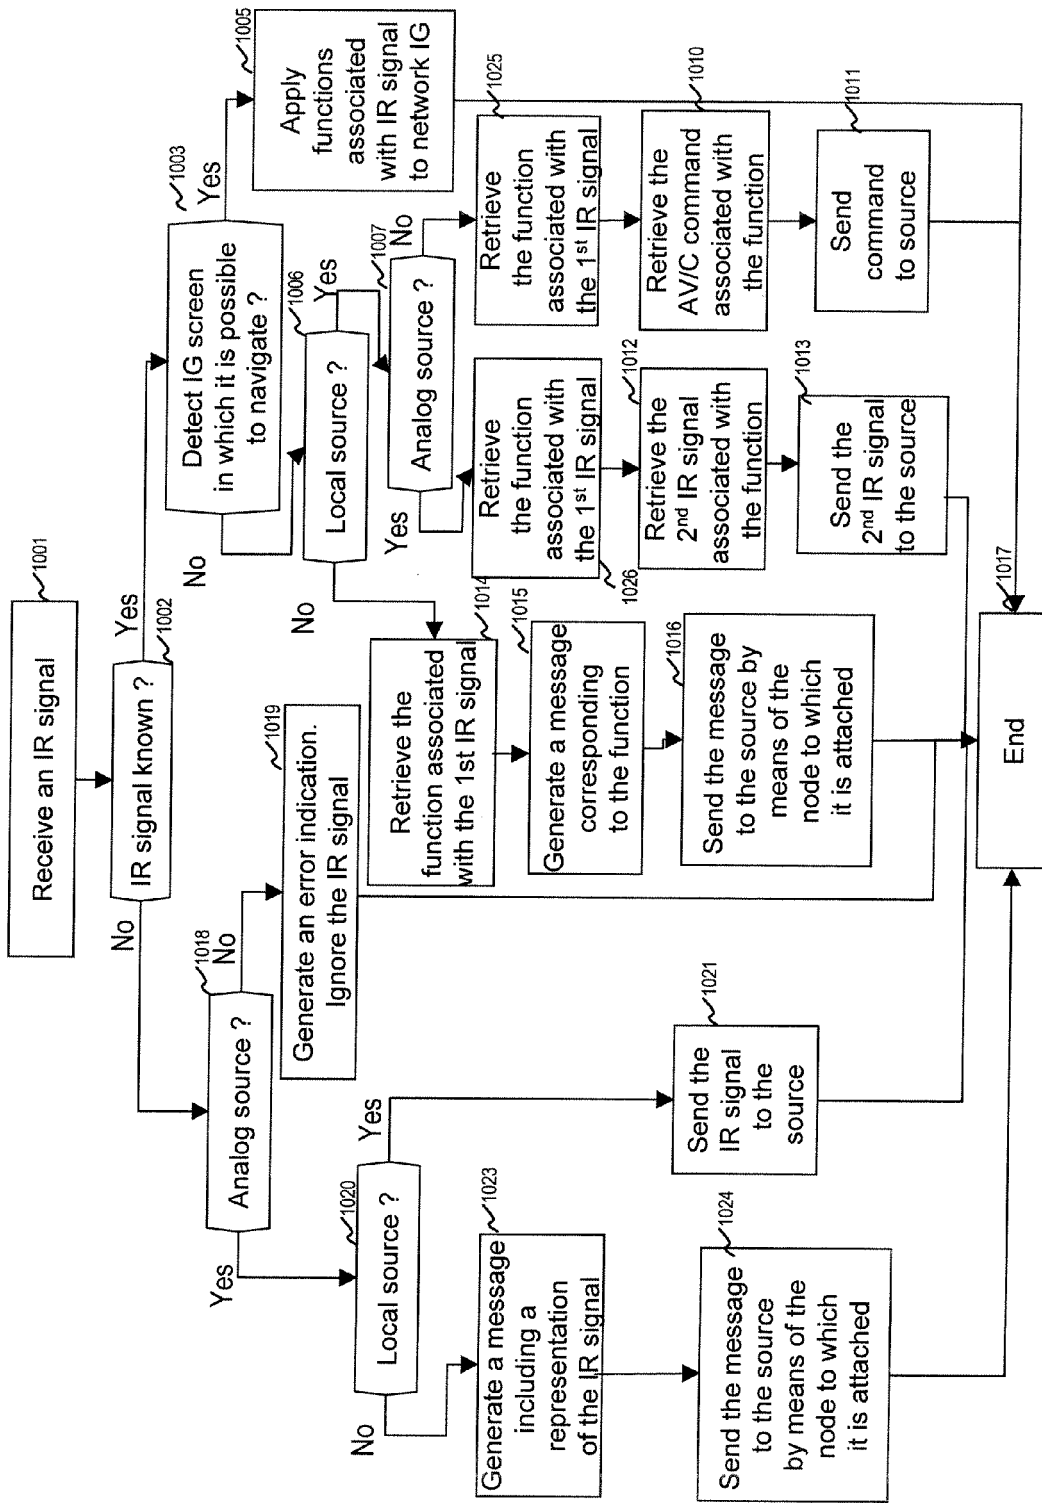 Receive an IR signal
1001
IR signal known ?
1002
Yes
No
Detect IG screen
in which it is possible
to navigate ?
1003
Yes
No
Apply
functions
associated
with IR signal
to network IG
1005
Local source ?
1006
Yes
No
Analog source ?
1007
No
Yes
Retrieve
the function
associated with
the 1st IR signal
1025
Retrieve the
AV/C command
associated with
the function
1010
Send
command
to source
1011
Retrieve
the function
associated with
the 1st IR signal
1026
Retrieve the
2nd IR signal
associated with
the function
1012
Send the
2nd IR signal
to the source
1013
Retrieve the
function associated
with the 1st IR signal
1014
Generate a message
corresponding
to the function
1015
Send the message
to the source by
means of the
node to which
it is attached
1016
Analog source ?
1018
No
Yes
Generate an error indication.
Ignore the IR signal
1019
Local source ?
1020
Yes
No
Send the
IR signal
to the
source
1021
Generate a message
including a
representation
of the IR signal
1023
Send the message
to the source
by means of the
node to which
it is attached
1024
End
1017